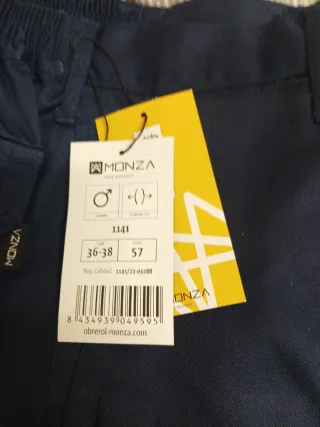 MONZA
1141
36-38
57
Reg. Calidad 1141/22-03288
8 434939 049595
obrerol-monza.com
MONZA
MONZA